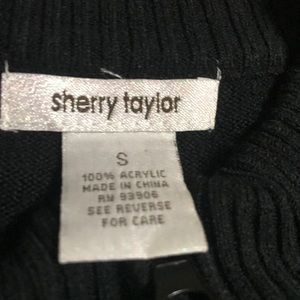 sherry taylor
S
100% ACRYLIC
MADE IN CHINA
RN 93906
SEE REVERSE
FOR CARE